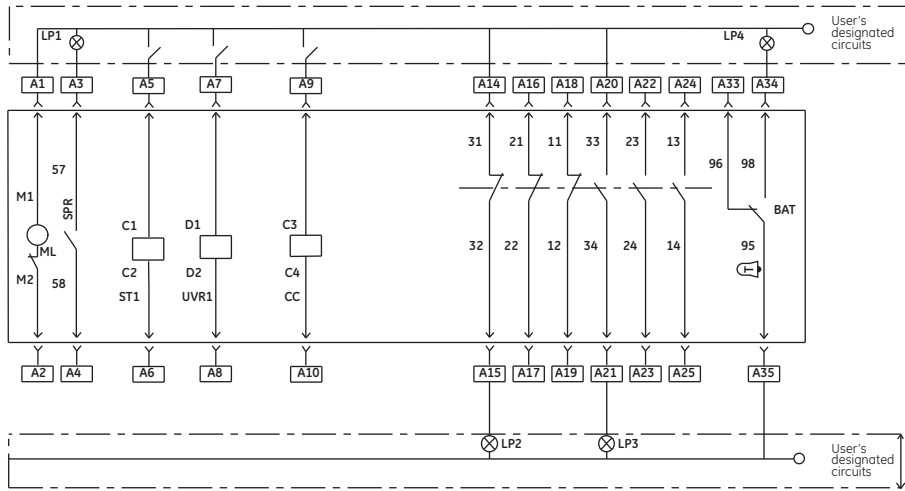 LP1
LP4
User's
designated
circuits
A1 A3 A5 A7 A9 A14 A16 A18 A20 A22 A24 A33 A34
31 21 11 33 23 13
57 96 98
M1 SPR C1 D1 C3 BAT
ML
M2 58 C2 D2 C4 32 22 12 34 24 14 95
ST1 UVR1 CC T
A2 A4 A6 A8 A10 A15 A17 A19 A21 A23 A25 A35
LP2 LP3
User's
designated
circuits